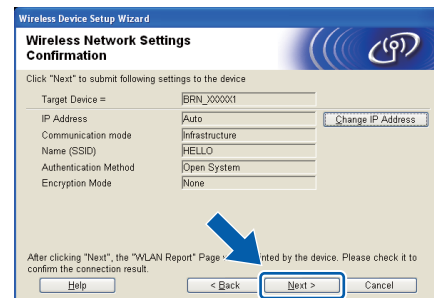 Wireless Device Setup Wizard
Wireless Network Settings
Confirmation
Click "Next" to submit following settings to the device
Target Device = BRN_XXXXX1
IP Address Auto Change IP Address
Communication mode Infrastructure
Name (SSID) HELLO
Authentication Method Open System
Encryption Mode None
After clicking "Next", the "WLAN Report" Page by the device. Please check it to
confirm the connection result.
Help < Back Next > Cancel